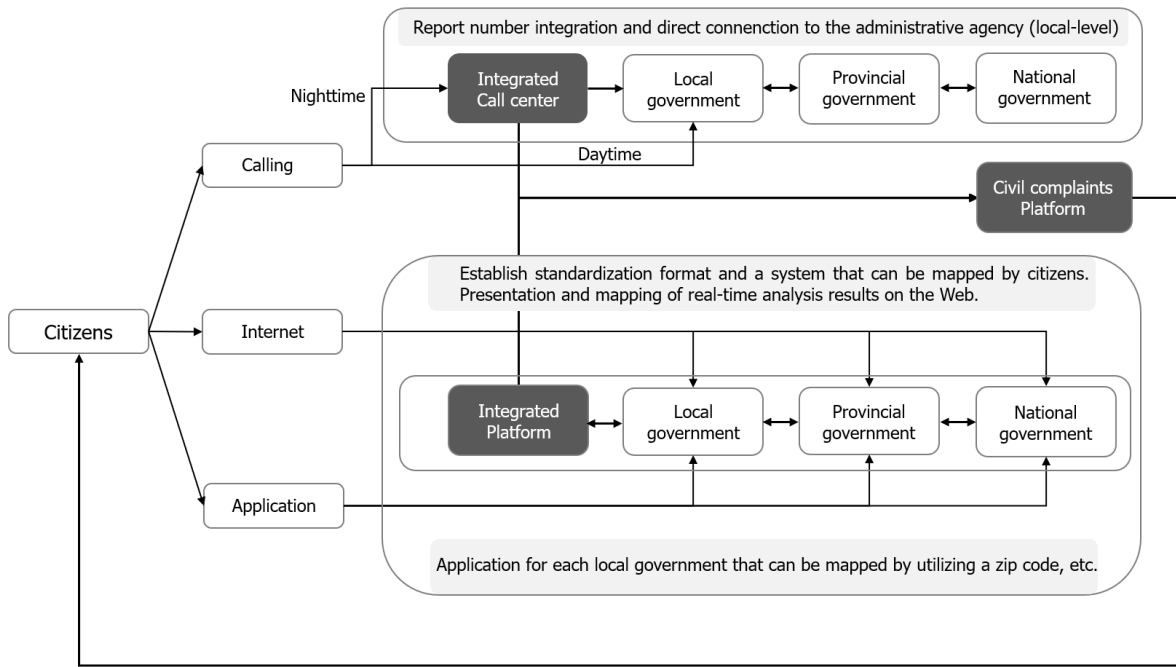 Report number integration and direct connenction to the administrative agency (local-level)
Integrated
Call center
Local
government
Provincial
government
National
government
Nighttime
Daytime
Calling
Civil complaints
Platform
Establish standardization format and a system that can be mapped by citizens.
Presentation and mapping of real-time analysis results on the Web.
Citizens
Internet
Integrated
Platform
Local
government
Provincial
government
National
government
Application
Application for each local government that can be mapped by utilizing a zip code, etc.